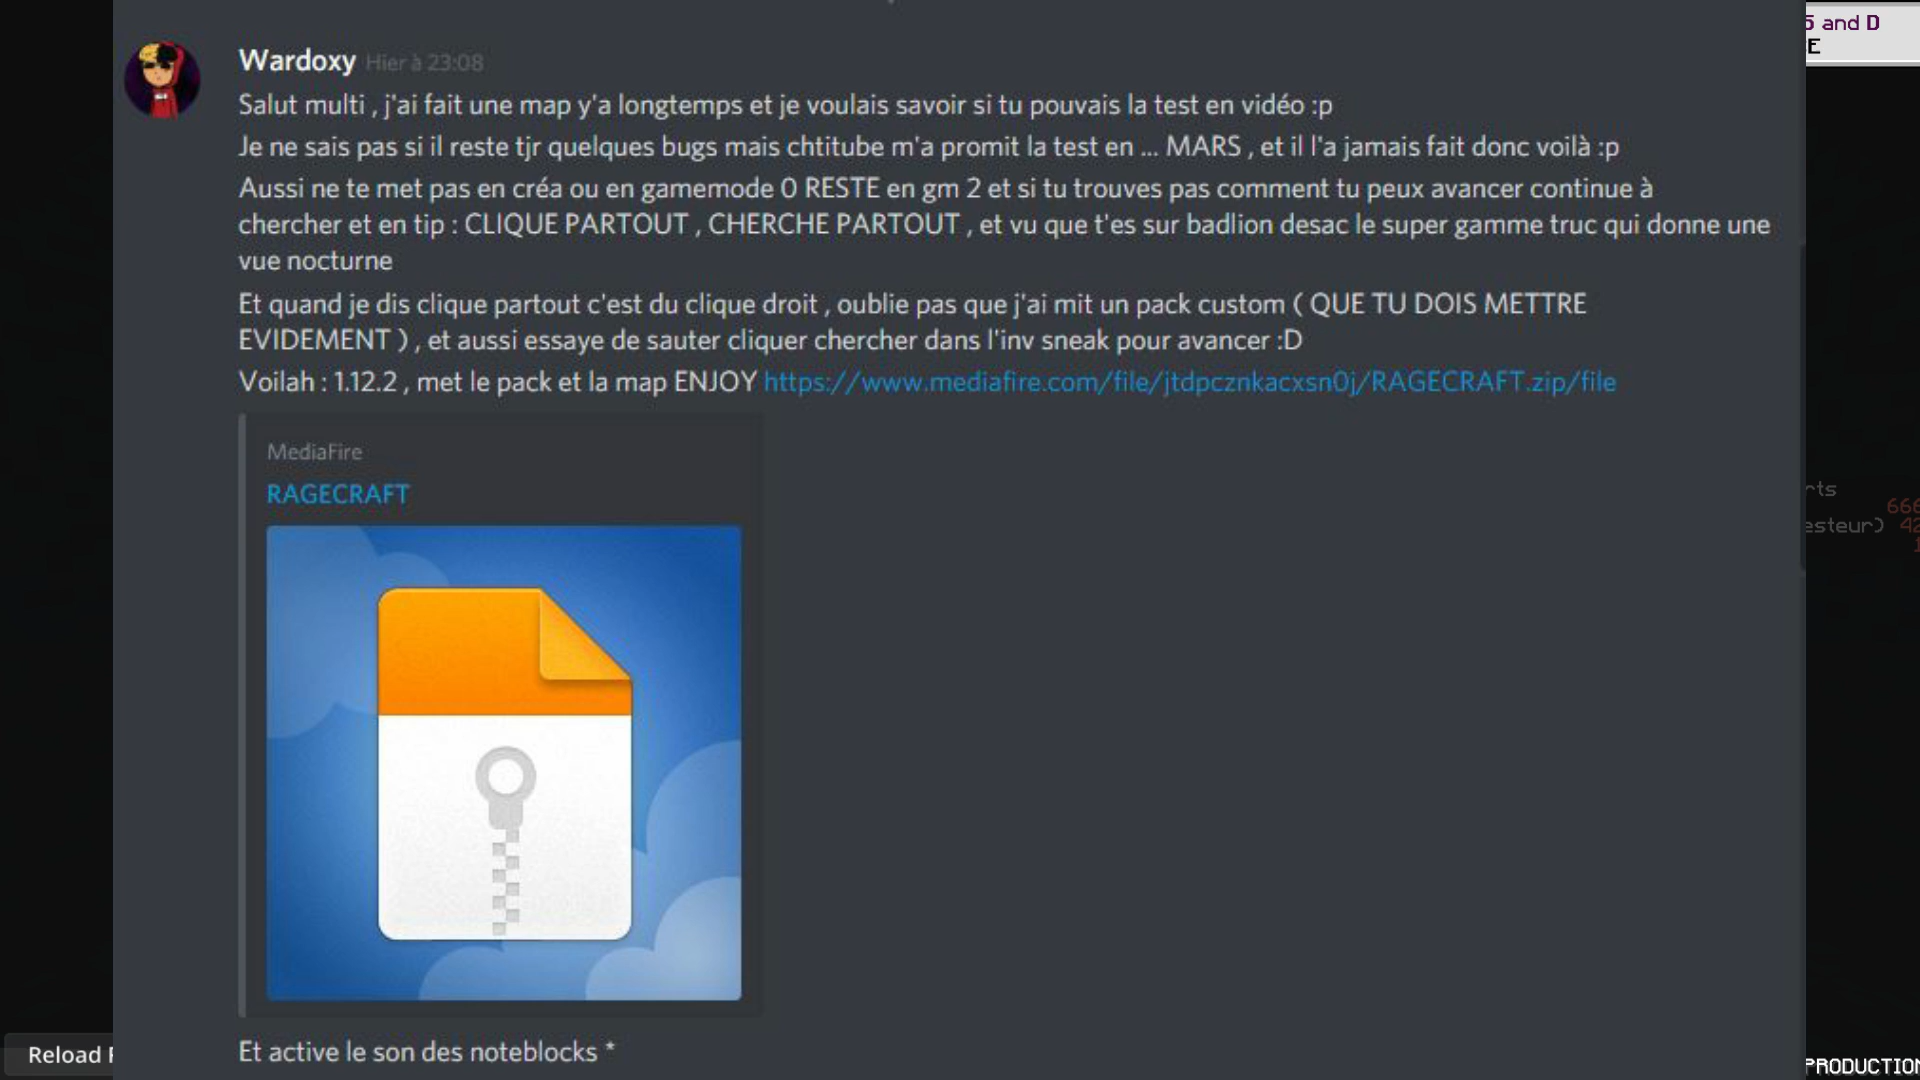 Wardoxy Hier à 23:08
Salut multi , j'ai fait une map y'a longtemps et je voulais savoir si tu pouvais la test en vidéo :p
Je ne sais pas si il reste tjr quelques bugs mais chtitube m'a promit la test en ... MARS , et il l'a jamais fait donc voilà :p
Aussi ne te met pas en créa ou en gamemode 0 RESTE en gm 2 et si tu trouves pas comment tu peux avancer continue à
chercher et en tip : CLIQUE PARTOUT , CHERCHE PARTOUT , et vu que t'es sur badlion desac le super gamme truc qui donne une
vue nocturne
Et quand je dis clique partout c'est du clique droit , oublie pas que j'ai mit un pack custom ( QUE TU DOIS METTRE
EVIDEMENT ) , et aussi essaye de sauter cliquer chercher dans l'inv sneak pour avancer :D
Voilah : 1.12.2 , met le pack et la map ENJOY https://www.mediafire.com/file/jtdpcznkacxsn0j/RAGECRAFT.zip/file
MediaFire
RAGECRAFT
Et active le son des noteblocks *
and D
E
rts
666
esteur) 42
Reload
PRODUCTION